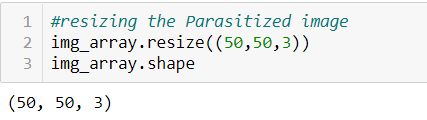 1 #resizing the Parasitized image
2 img_array.resize((50,50,3))
3 img_array.shape
(50, 50, 3)